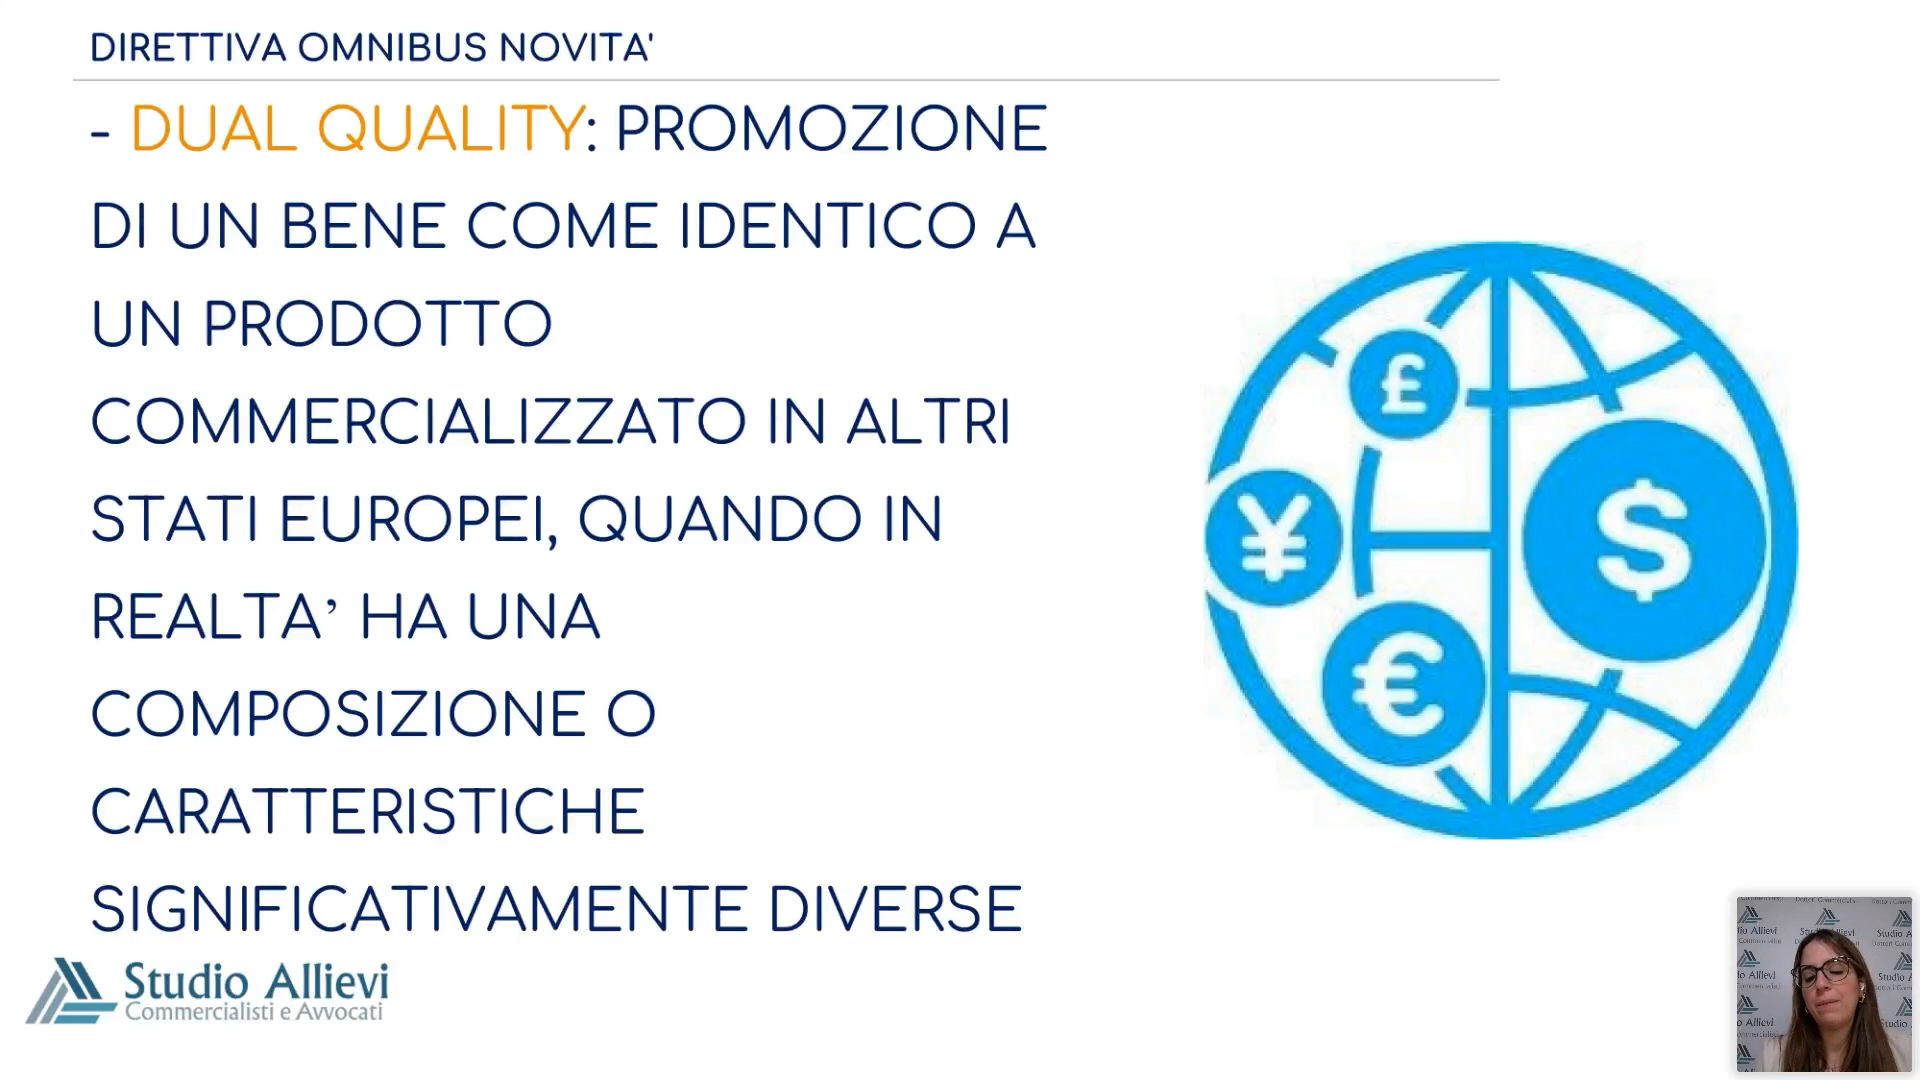 DIRETTIVA OMNIBUS NOVITA'
- DUAL QUALITY: PROMOZIONE
DI UN BENE COME IDENTICO A
UN PRODOTTO
COMMERCIALIZZATO IN ALTRI
STATI EUROPEI, QUANDO IN
REALTA’ HA UNA
COMPOSIZIONE O
CARATTERISTICHE
SIGNIFICATIVAMENTE DIVERSE
£
¥
$
€
Studio Allievi
Commercialisti e Avvocati